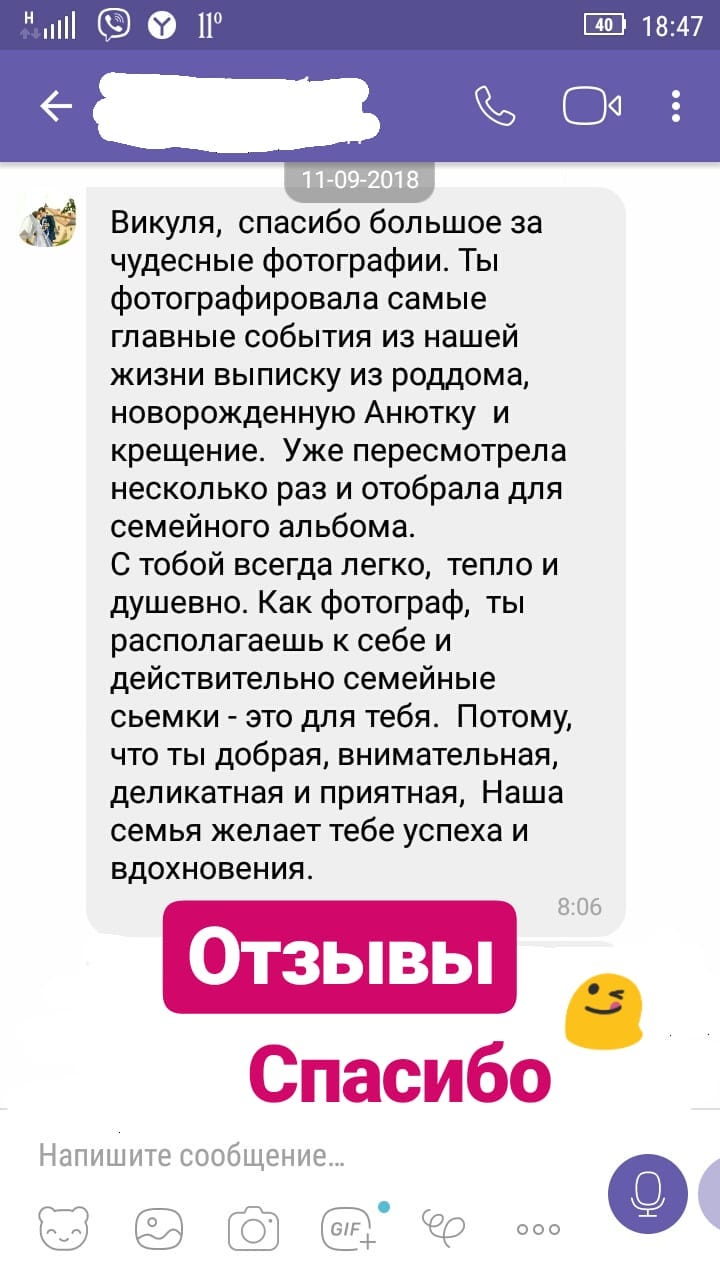 H
11°
40
18:47
11-09-2018
Викуля,  спасибо большое за
чудесные фотографии. Ты
фотографировала самые
главные события из нашей
жизни выписку из роддома,
новорожденную Анютку  и
крещение.  Уже пересмотрела
несколько раз и отобрала для
семейного альбома.
С тобой всегда легко,  тепло и
душевно. Как фотограф,  ты
располагаешь к себе и
действительно семейные
сьемки - это для тебя.  Потому,
что ты добрая, внимательная,
деликатная и приятная,  Наша
семья желает тебе успеха и
вдохновения.
8:06
Отзывы
Спасибо
Напишите сообщение...
GIF